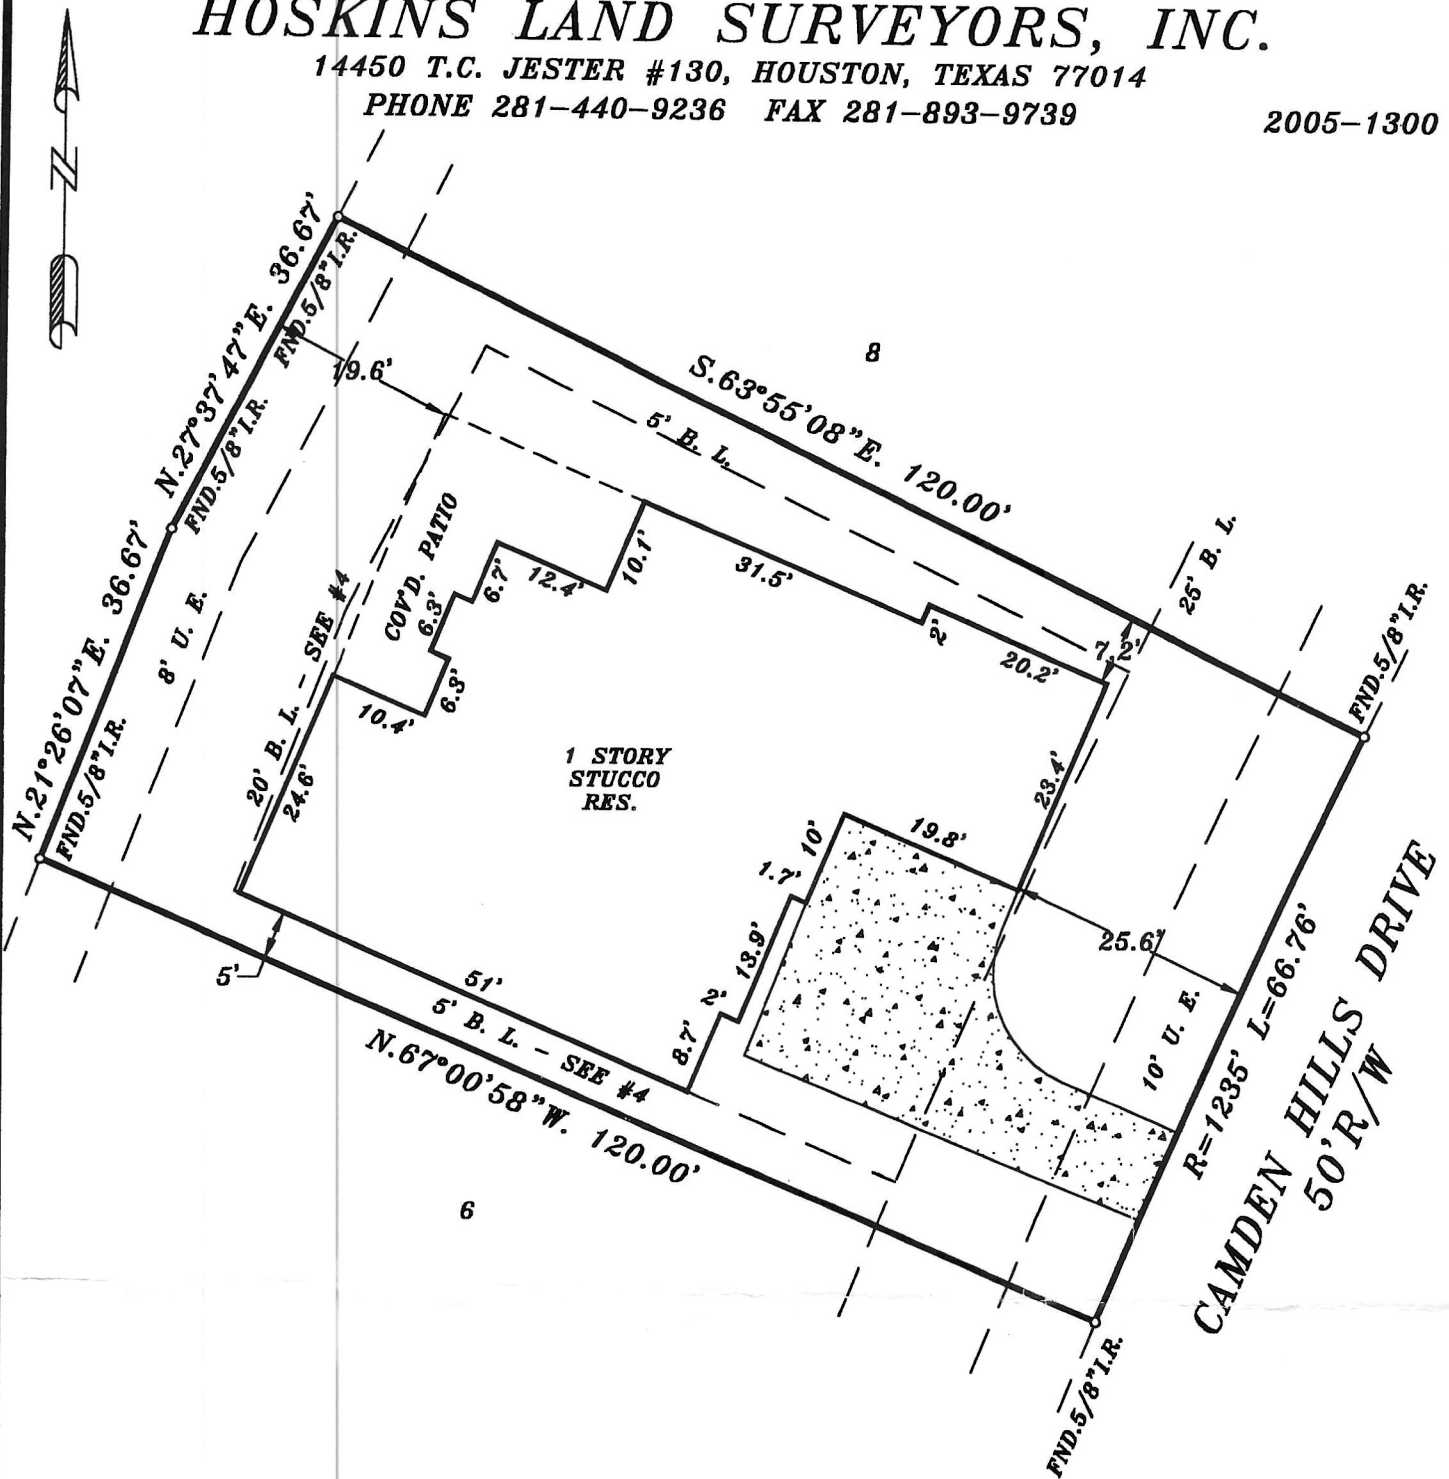 HOSKINS LAND SURVEYORS, INC.
14450 T.C. JESTER #130, HOUSTON, TEXAS 77014
PHONE 281-440-9236 FAX 281-893-9739
2005-1300
N
N.27°37'47"E. 36.67'
FND.5/8"I.R.
FND.5/8"I.R.
19.6'
8
S.63°55'08"E. 120.00'
5' B. L.
25' B. L.
FND.5/8"I.R.
N.21°26'07"E. 36.67'
FND.5/8"I.R.
8' U. E.
20' B. L. - SEE #4
COV'D. PATIO
6.7'
12.4'
10.1'
31.5'
2'
20.2'
7.2'
6.3'
6.3'
10.4'
24.6'
1 STORY
STUCCO
RES.
23.4'
19.8'
10'
1.7'
13.9'
2'
8.7'
25.6'
10' U. E.
5'
51'
5' B. L. - SEE #4
N.67°00'58"W. 120.00'
6
R=1235' L=66.76'
CAMDEN HILLS DRIVE
50'R/W
FND.5/8"I.R.